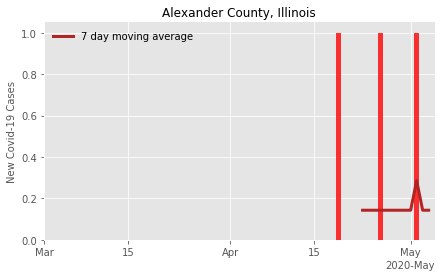 Alexander County, Illinois
7 day moving average
New Covid-19 Cases
1.0
0.8
0.6
0.4
0.2
0.0
Mar
15
Apr
15
May
2020-May